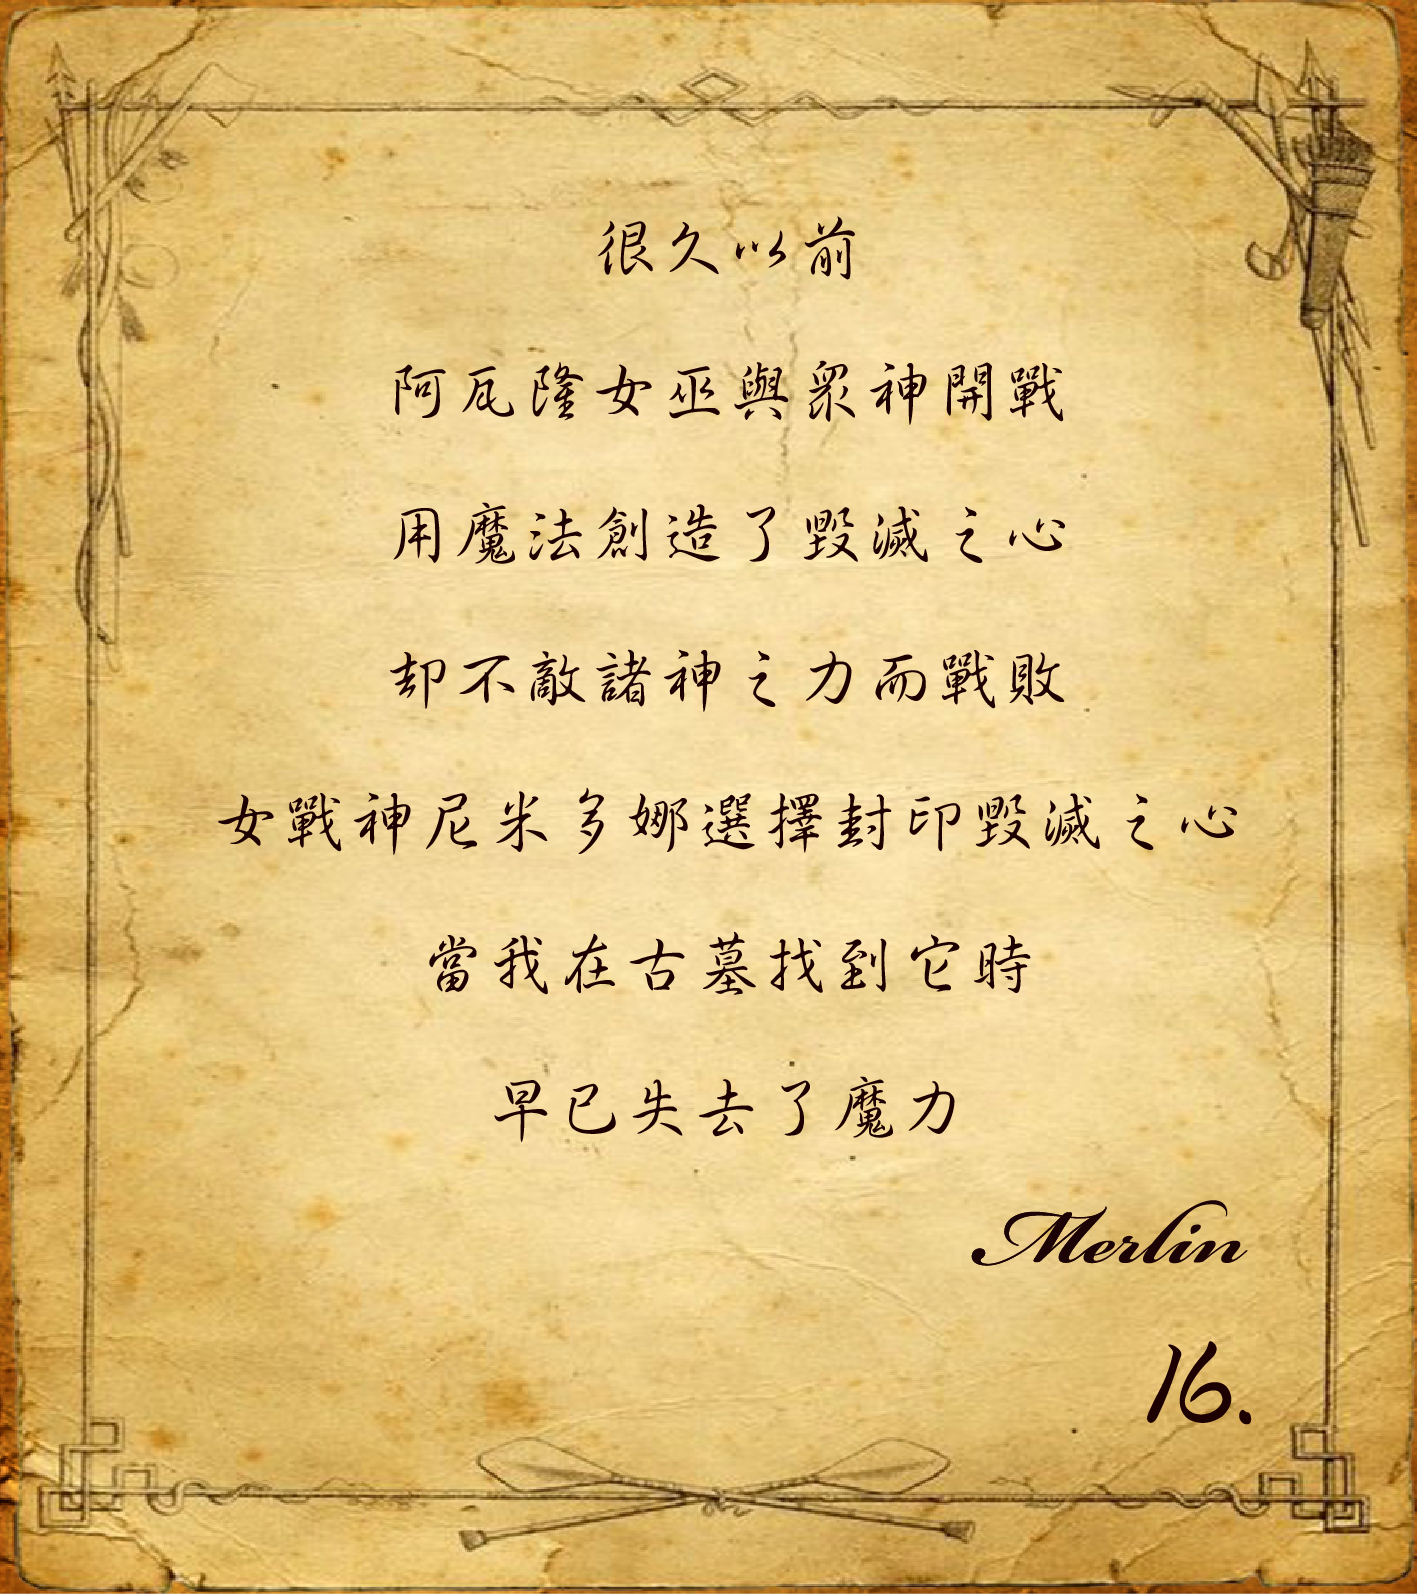 很久以前
阿瓦隆女巫與眾神開戰
用魔法創造了毀滅之心
却不敵諸神之力而戰敗
女戰神尼米多娜選擇封印毀滅之心
當我在古墓找到它時
早已失去了魔力
Merlin
16.